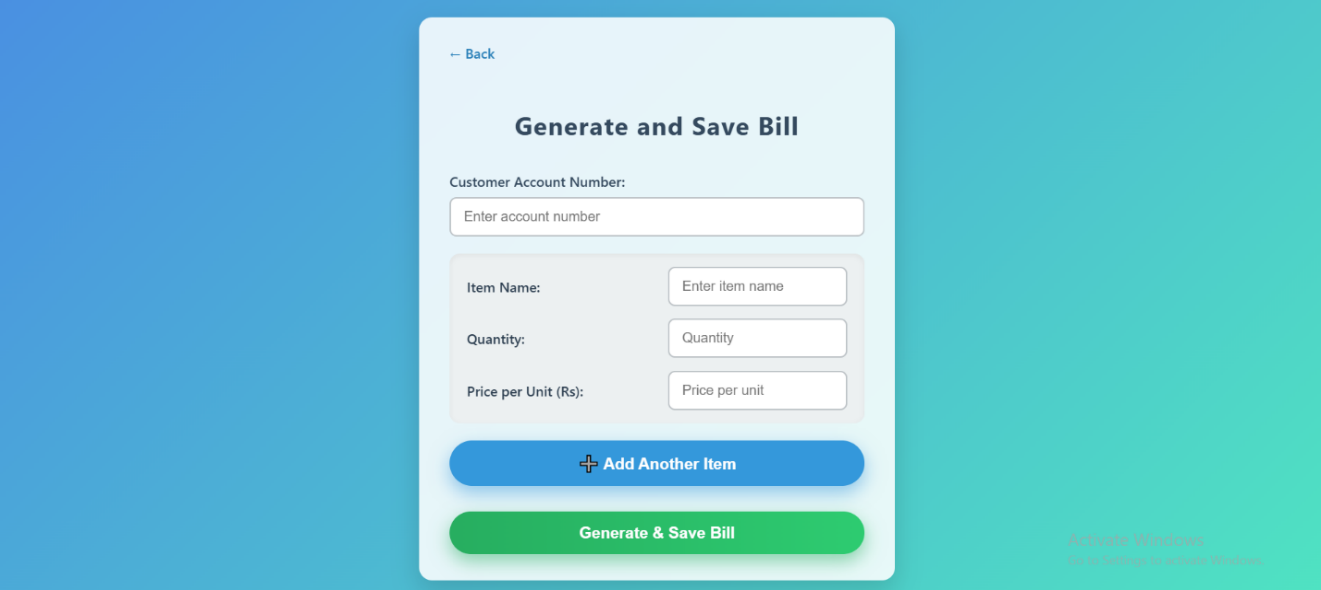 ← Back
Generate and Save Bill
Customer Account Number:
Enter account number
Item Name:
Enter item name
Quantity:
Quantity
Price per Unit (Rs):
Price per unit
➕ Add Another Item
Generate & Save Bill
Activate Windows
Go to Settings to activate Windows.